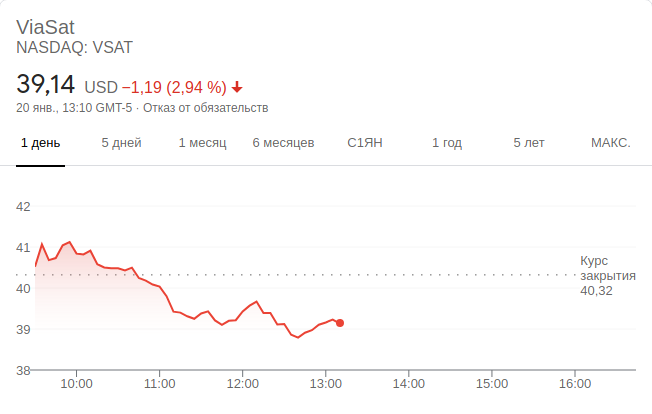 ViaSat
NASDAQ: VSAT
39,14 USD −1,19 (2,94 %)
20 янв., 13:10 GMT-5 · Отказ от обязательств
1 день 5 дней 1 месяц 6 месяцев С1ЯН 1 год 5 лет МАКС.
42
41
Курс
закрытия
40,32
40
39
38
10:00 11:00 12:00 13:00 14:00 15:00 16:00